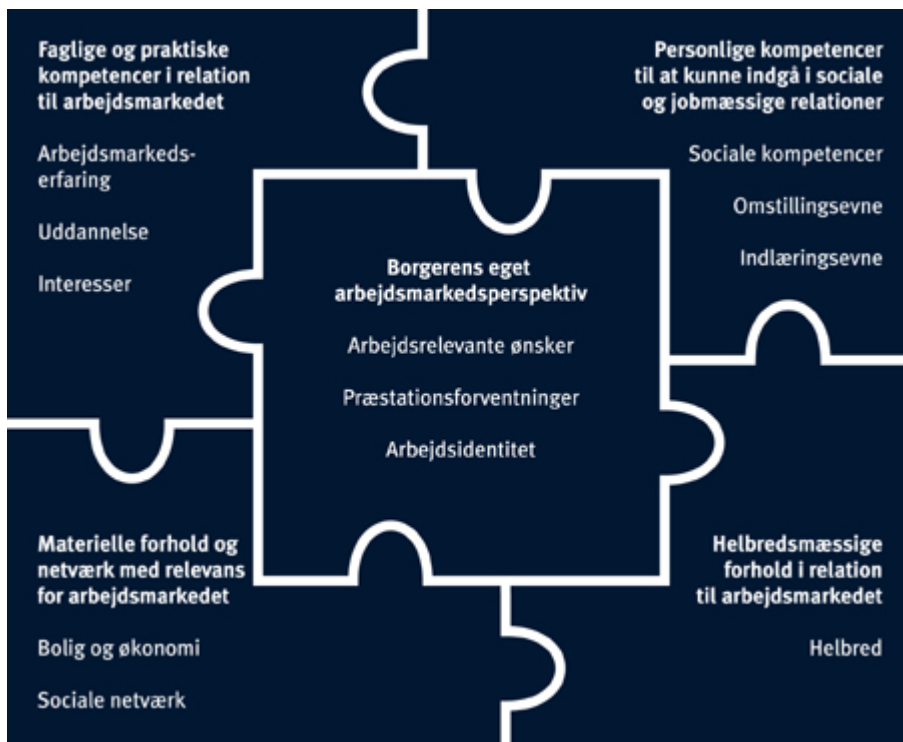 Faglige og praktiske
kompetencer i relation
til arbejdsmarkedet
Arbejdsmarkeds-
erfaring
Uddannelse
Interesser
Personlige kompetencer
til at kunne indgå i sociale
og jobmæssige relationer
Sociale kompetencer
Omstillingsevne
Indlæringsevne
Borgerens eget
arbejdsmarkedsperspektiv
Arbejdsrelevante ønsker
Præstationsforventninger
Arbejdsidentitet
Materielle forhold og
netværk med relevans
for arbejdsmarkedet
Bolig og økonomi
Sociale netværk
Helbredsmæssige
forhold i relation
til arbejdsmarkedet
Helbred